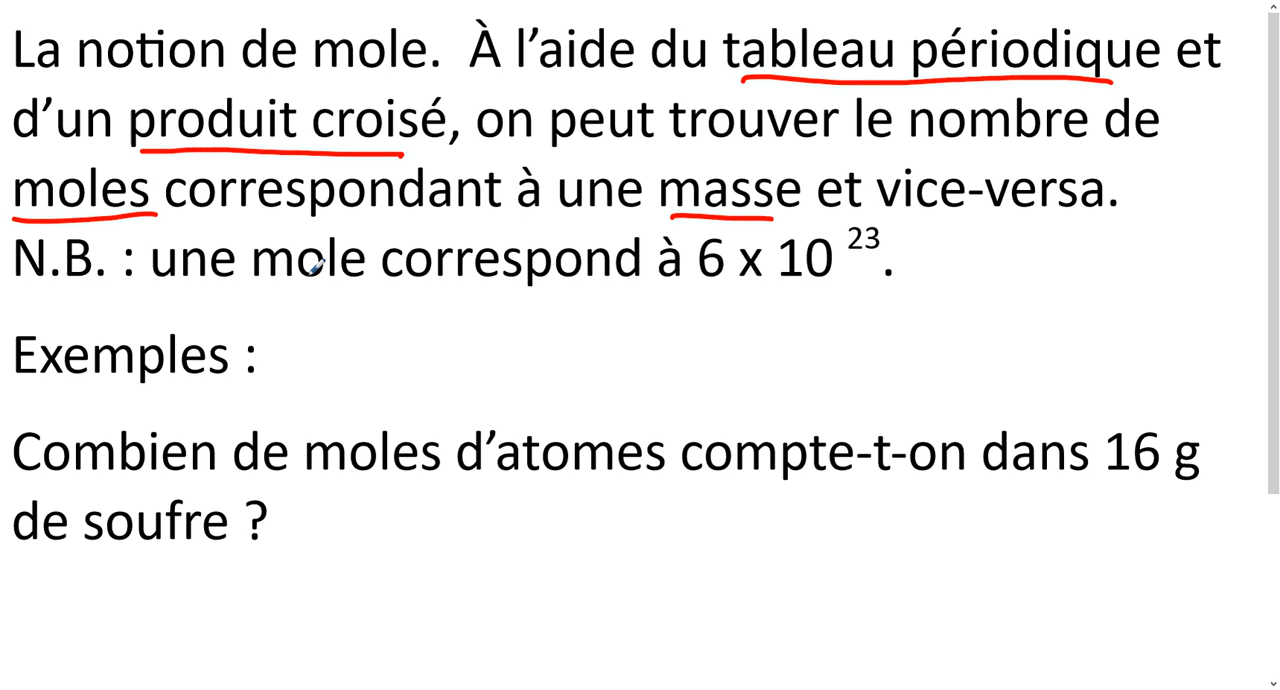 La notion de mole. À l’aide du tableau périodique et
d’un produit croisé, on peut trouver le nombre de
moles correspondant à une masse et vice-versa.
N.B. : une mole correspond à 6 x 10 ²³.
Exemples :
Combien de moles d’atomes compte-t-on dans 16 g
de soufre ?